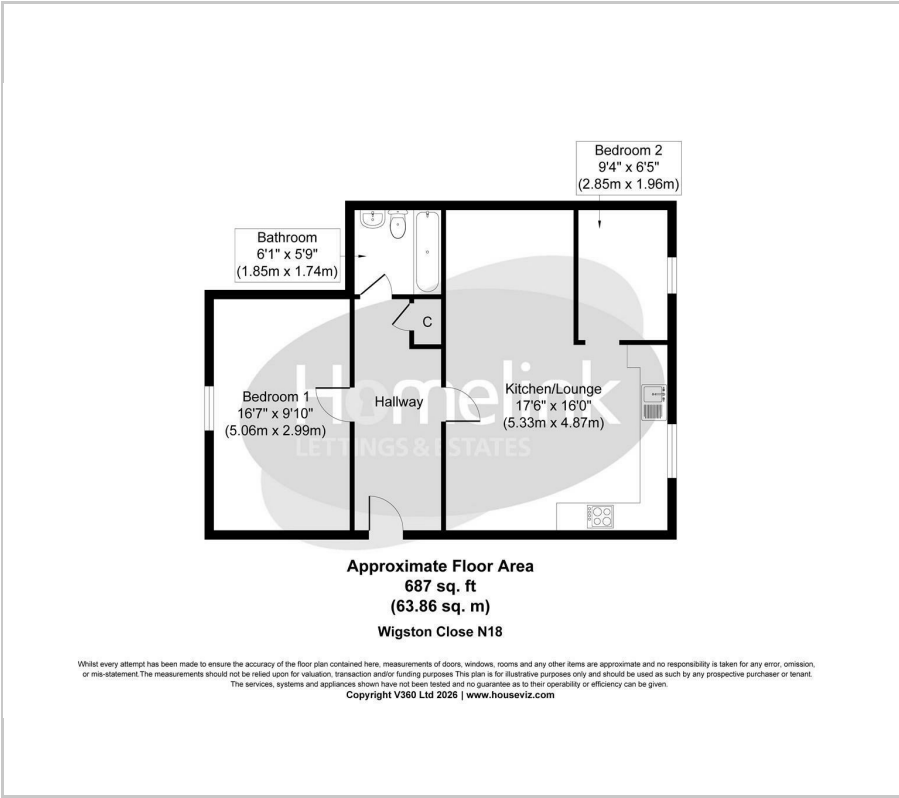 Bedroom 2
9'4" x 6'5"
(2.85m x 1.96m)
Bathroom
6'1" x 5'9"
(1.85m x 1.74m)
C
Bedroom 1
16'7" x 9'10"
(5.06m x 2.99m)
Hallway
Kitchen/Lounge
17'6" x 16'0"
(5.33m x 4.87m)
Homelink
LETTINGS & ESTATES
Approximate Floor Area
687 sq. ft
(63.86 sq. m)
Wigston Close N18
Whilst every attempt has been made to ensure the accuracy of the floor plan contained here, measurements of doors, windows, rooms and any other items are approximate and no responsibility is taken for any error, omission,
or mis-statement.The measurements should not be relied upon for valuation, transaction and/or funding purposes This plan is for illustrative purposes only and should be used as such by any prospective purchaser or tenant.
The services, systems and appliances shown have not been tested and no guarantee as to their operability or efficiency can be given.
Copyright V360 Ltd 2026 | www.houseviz.com